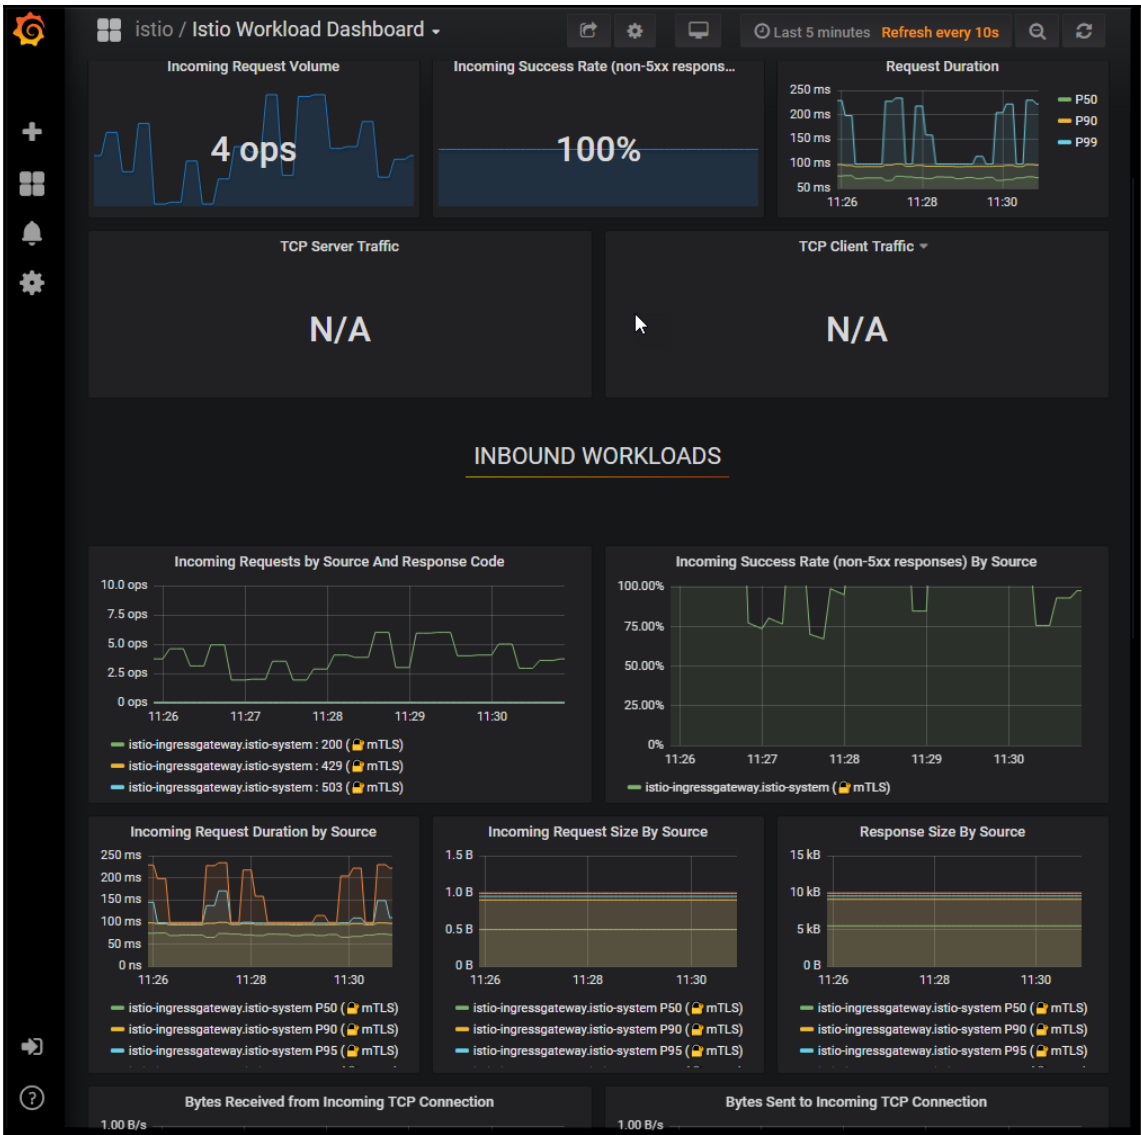 istio / Istio Workload Dashboard
Last 5 minutes Refresh every 10s
Incoming Request Volume
4 ops
Incoming Success Rate (non-5xx respons...
100%
Request Duration
250 ms
200 ms
150 ms
100 ms
50 ms
11:26 11:28 11:30
P50
P90
P99
TCP Server Traffic
N/A
TCP Client Traffic
N/A
INBOUND WORKLOADS
Incoming Requests by Source And Response Code
10.0 ops
7.5 ops
5.0 ops
2.5 ops
0 ops
11:26 11:27 11:28 11:29 11:30
istio-ingressgateway.istio-system : 200 (🔐 mTLS)
istio-ingressgateway.istio-system : 429 (🔐 mTLS)
istio-ingressgateway.istio-system : 503 (🔐 mTLS)
Incoming Success Rate (non-5xx responses) By Source
100.00%
75.00%
50.00%
25.00%
0%
11:26 11:27 11:28 11:29 11:30
istio-ingressgateway.istio-system (🔐 mTLS)
Incoming Request Duration by Source
250 ms
200 ms
150 ms
100 ms
50 ms
0 ns
11:26 11:28 11:30
istio-ingressgateway.istio-system P50 (🔐 mTLS)
istio-ingressgateway.istio-system P90 (🔐 mTLS)
istio-ingressgateway.istio-system P95 (🔐 mTLS)
Incoming Request Size By Source
1.5 B
1.0 B
0.5 B
0 B
11:26 11:28 11:30
istio-ingressgateway.istio-system P50 (🔐 mTLS)
istio-ingressgateway.istio-system P90 (🔐 mTLS)
istio-ingressgateway.istio-system P95 (🔐 mTLS)
Response Size By Source
15 kB
10 kB
5 kB
0 B
11:26 11:28 11:30
istio-ingressgateway.istio-system P50 (🔐 mTLS)
istio-ingressgateway.istio-system P90 (🔐 mTLS)
istio-ingressgateway.istio-system P95 (🔐 mTLS)
Bytes Received from Incoming TCP Connection
1.00 B/s
Bytes Sent to Incoming TCP Connection
1.00 B/s